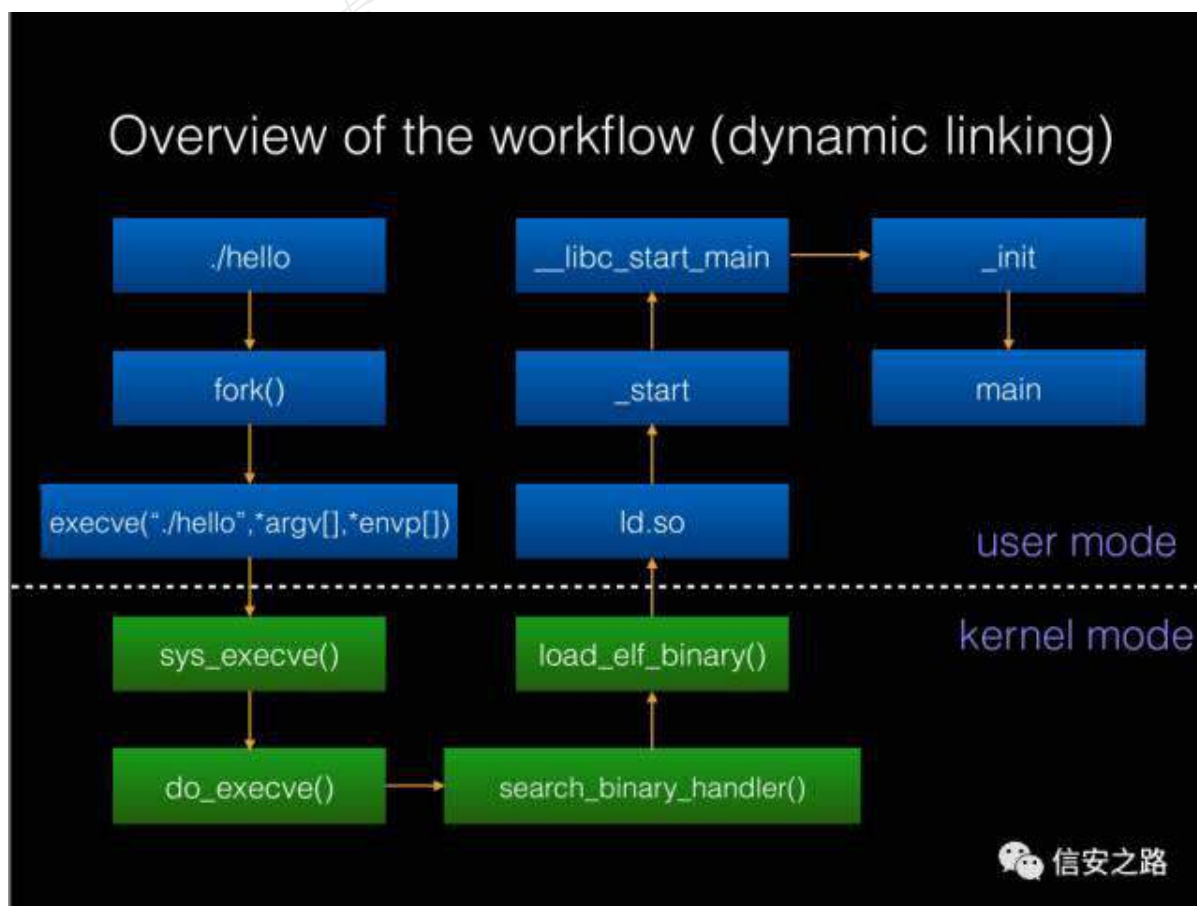 Overview of the workflow (dynamic linking)
./hello
fork()
execve(“./hello”,*argv[],*envp[])
sys_execve()
do_execve()
search_binary_handler()
load_elf_binary()
ld.so
_start
__libc_start_main
_init
main
user mode
kernel mode
信安之路